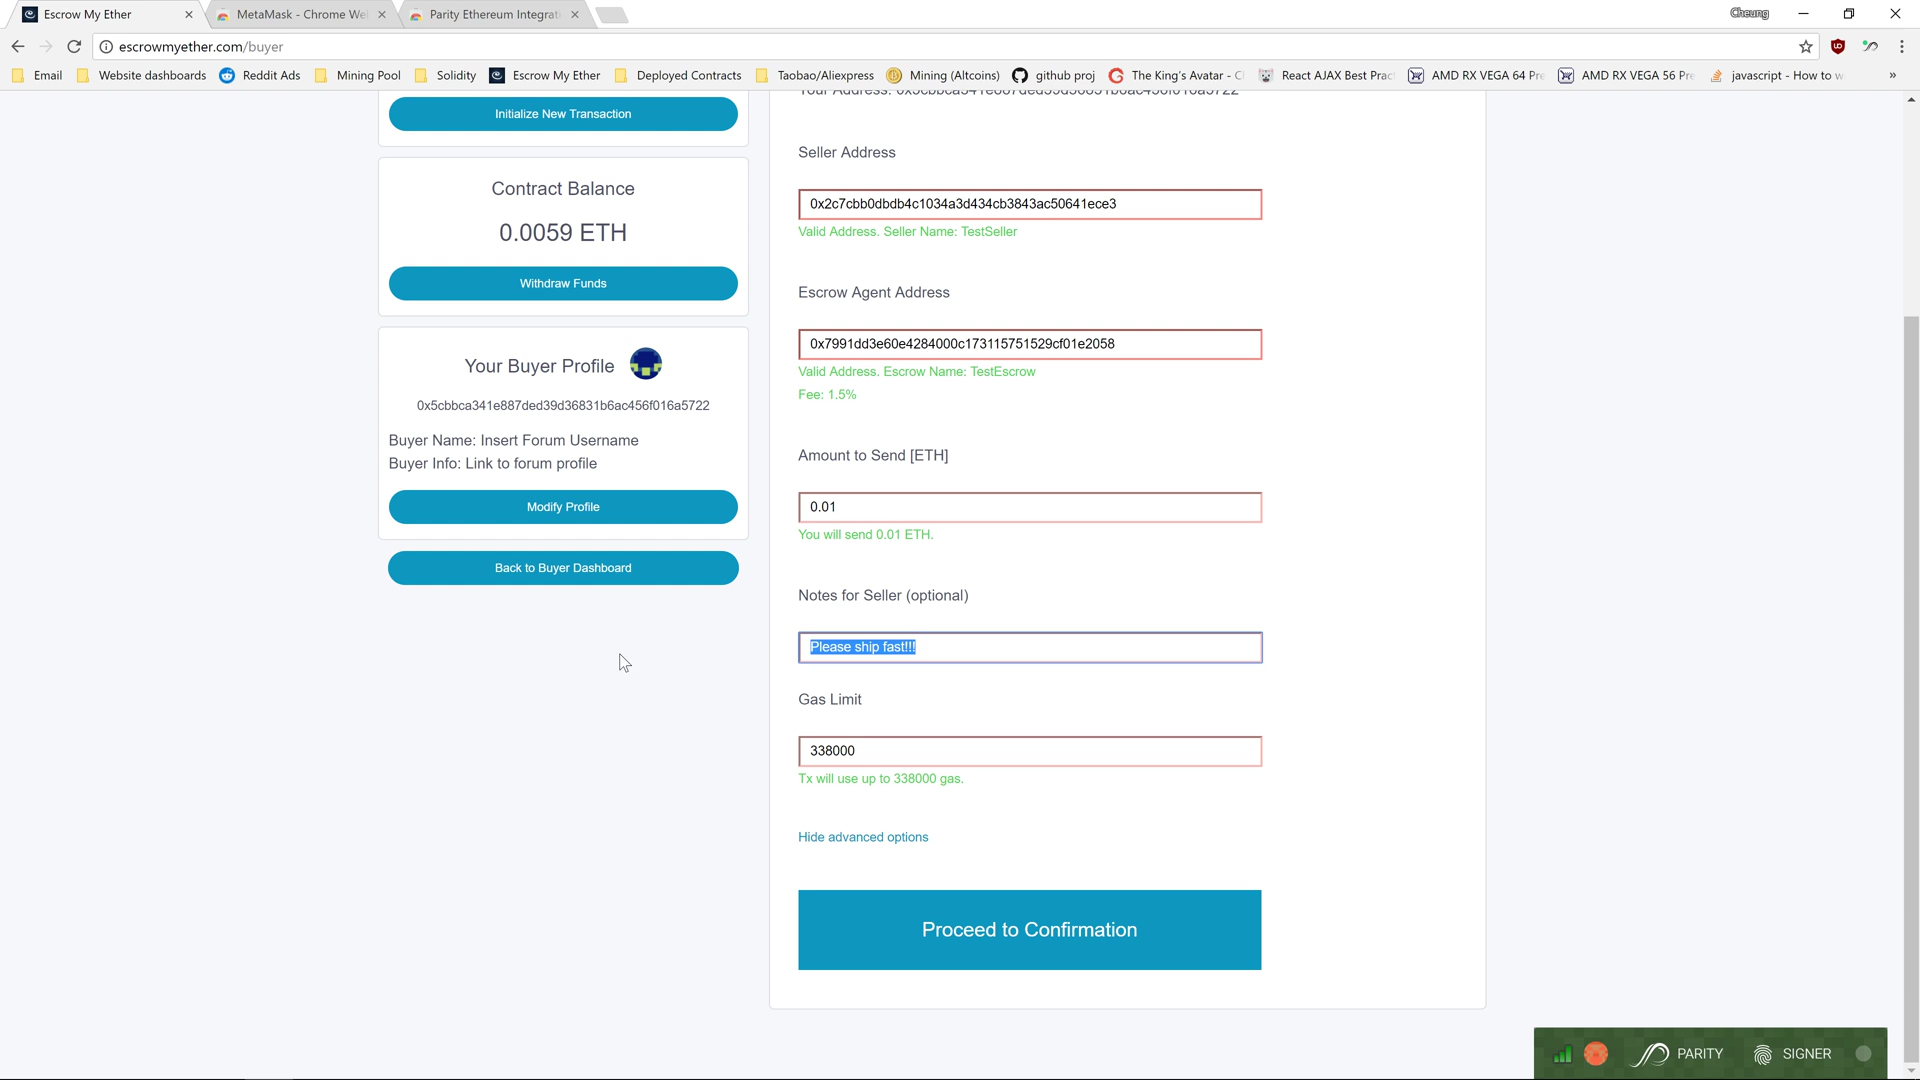 Escrow My Ether
MetaMask - Chrome We
Parity Ethereum Integrat
Cheung
escrowmyether.com/buyer
Email
Website dashboards
Reddit Ads
Mining Pool
Solidity
Escrow My Ether
Deployed Contracts
Taobao/Aliexpress
Mining (Altcoins)
github proj
The King's Avatar - C
React AJAX Best Prac
AMD RX VEGA 64 Pr
AMD RX VEGA 56 Pr
javascript - How to w
»
Initialize New Transaction
Contract Balance
0.0059 ETH
Withdraw Funds
Your Buyer Profile
0x5cbbca341e887ded39d36831b6ac456f016a5722
Buyer Name: Insert Forum Username
Buyer Info: Link to forum profile
Modify Profile
Back to Buyer Dashboard
Your Address: 0x5cbbca341e887ded39d36831b6ac456f016a5722
Seller Address
0x2c7cbb0dbdb4c1034a3d434cb3843ac50641ece3
Valid Address. Seller Name: TestSeller
Escrow Agent Address
0x7991dd3e60e4284000c173115751529cf01e2058
Valid Address. Escrow Name: TestEscrow
Fee: 1.5%
Amount to Send [ETH]
0.01
You will send 0.01 ETH.
Notes for Seller (optional)
Please ship fast!!!
Gas Limit
338000
Tx will use up to 338000 gas.
Hide advanced options
Proceed to Confirmation
PARITY
SIGNER